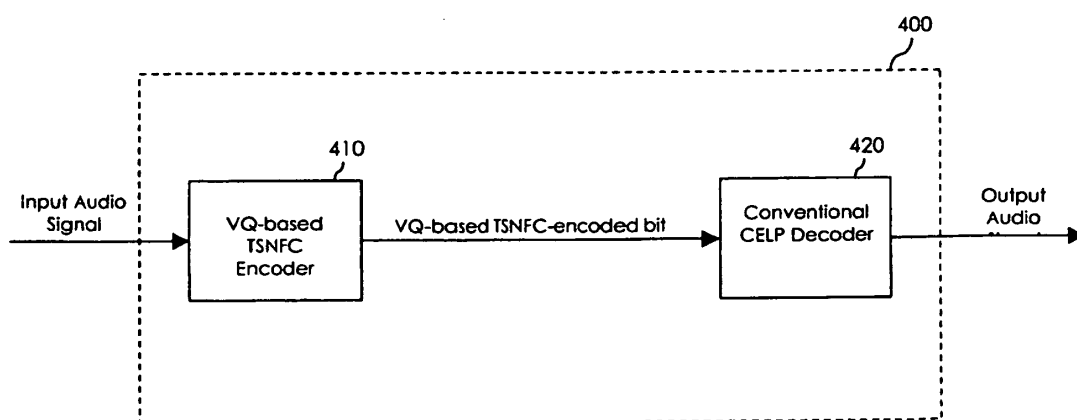 400
410
420
Input Audio
Signal
VQ-based
TSNFC
Encoder
VQ-based TSNFC-encoded bit
Conventional
CELP Decoder
Output
Audio